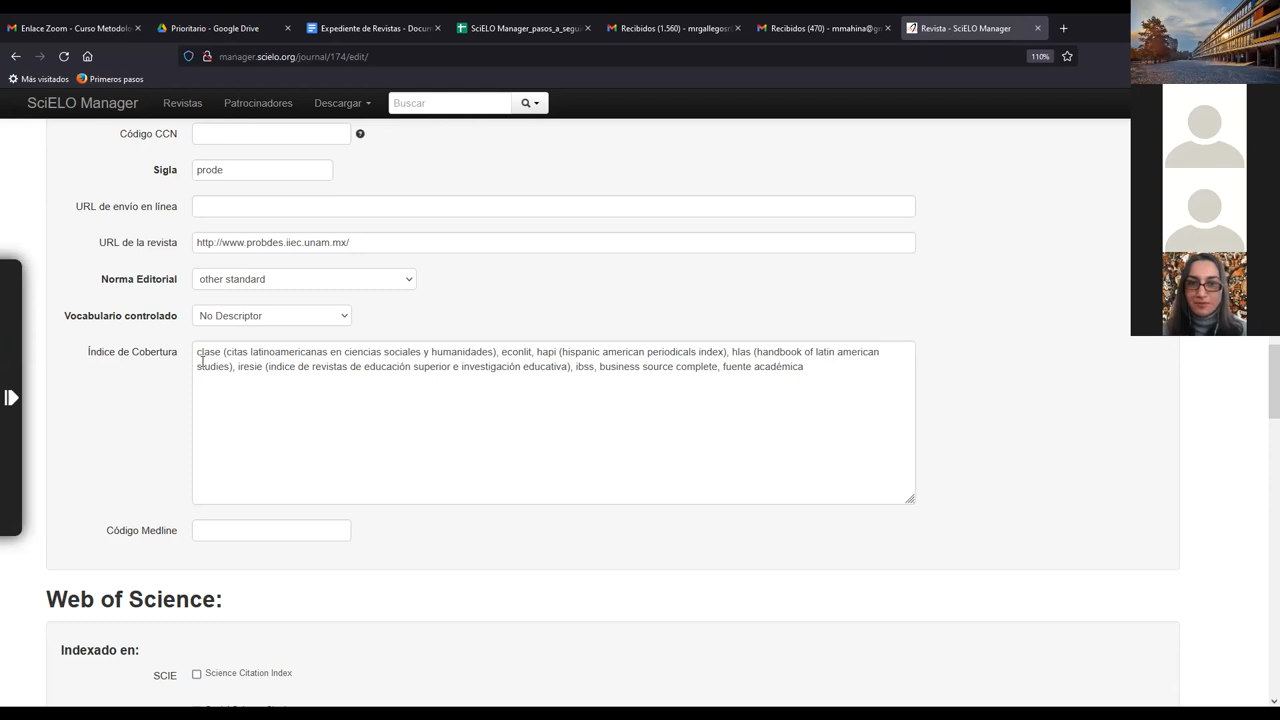 Enlace Zoom - Curso Metodolo
Prioritario - Google Drive
Expediente de Revistas - Docum
SciELO Manager_pasos_a_segui
Recibidos (1.560) - mrgallegos
Recibidos (470) - mmahina@gr
Revista - SciELO Manager
manager.scielo.org/journal/174/edit/
110%
Más visitados
Primeros pasos
SciELO Manager
Revistas
Patrocinadores
Descargar
Buscar
Código CCN
Sigla
prode
URL de envío en línea
URL de la revista
http://www.probdes.iiec.unam.mx/
Norma Editorial
other standard
Vocabulario controlado
No Descriptor
Índice de Cobertura
clase (citas latinoamericanas en ciencias sociales y humanidades), econlit, hapi (hispanic american periodicals index), hlas (handbook of latin american
studies), iresie (indice de revistas de educación superior e investigación educativa), ibss, business source complete, fuente académica
Código Medline
Web of Science:
Indexado en:
SCIE
Science Citation Index